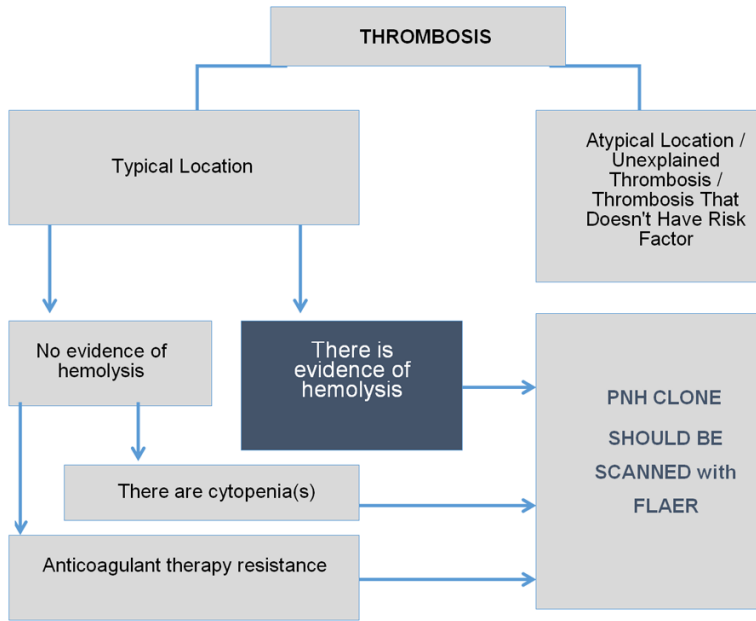 THROMBOSIS
Typical Location
Atypical Location /
Unexplained
Thrombosis /
Thrombosis That
Doesn't Have Risk
Factor
No evidence of
hemolysis
There is
evidence of
hemolysis
PNH CLONE
SHOULD BE
SCANNED with
FLAER
There are cytopenia(s)
Anticoagulant therapy resistance